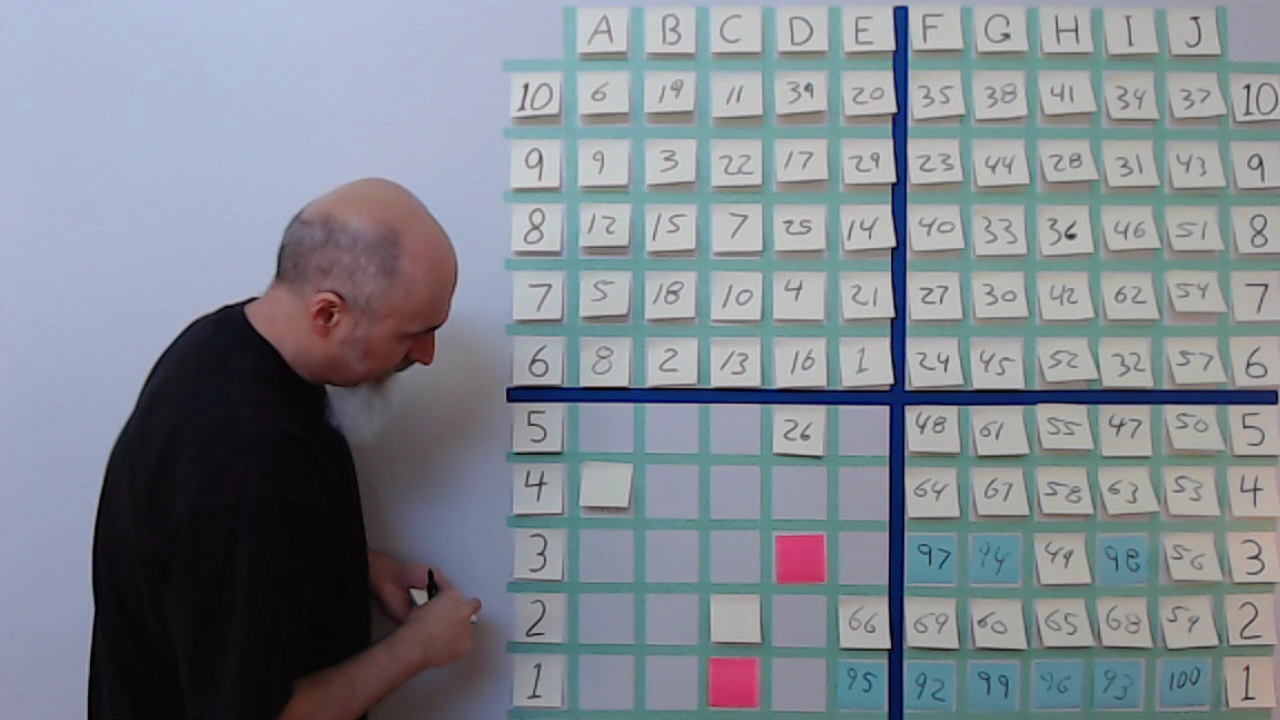 A B C D E F G H I J
10 6 19 11 39 20 35 38 41 34 37 10
9 9 3 22 17 29 23 44 28 31 43 9
8 12 15 7 25 14 40 33 36 46 51 8
7 5 18 10 4 21 27 30 42 62 54 7
6 8 2 13 16 1 24 45 52 32 57 6
5 26 48 61 55 47 50 5
4 64 67 58 63 53 4
3 97 94 49 98 56 3
2 66 69 60 65 68 59 2
1 95 92 99 96 93 100 1